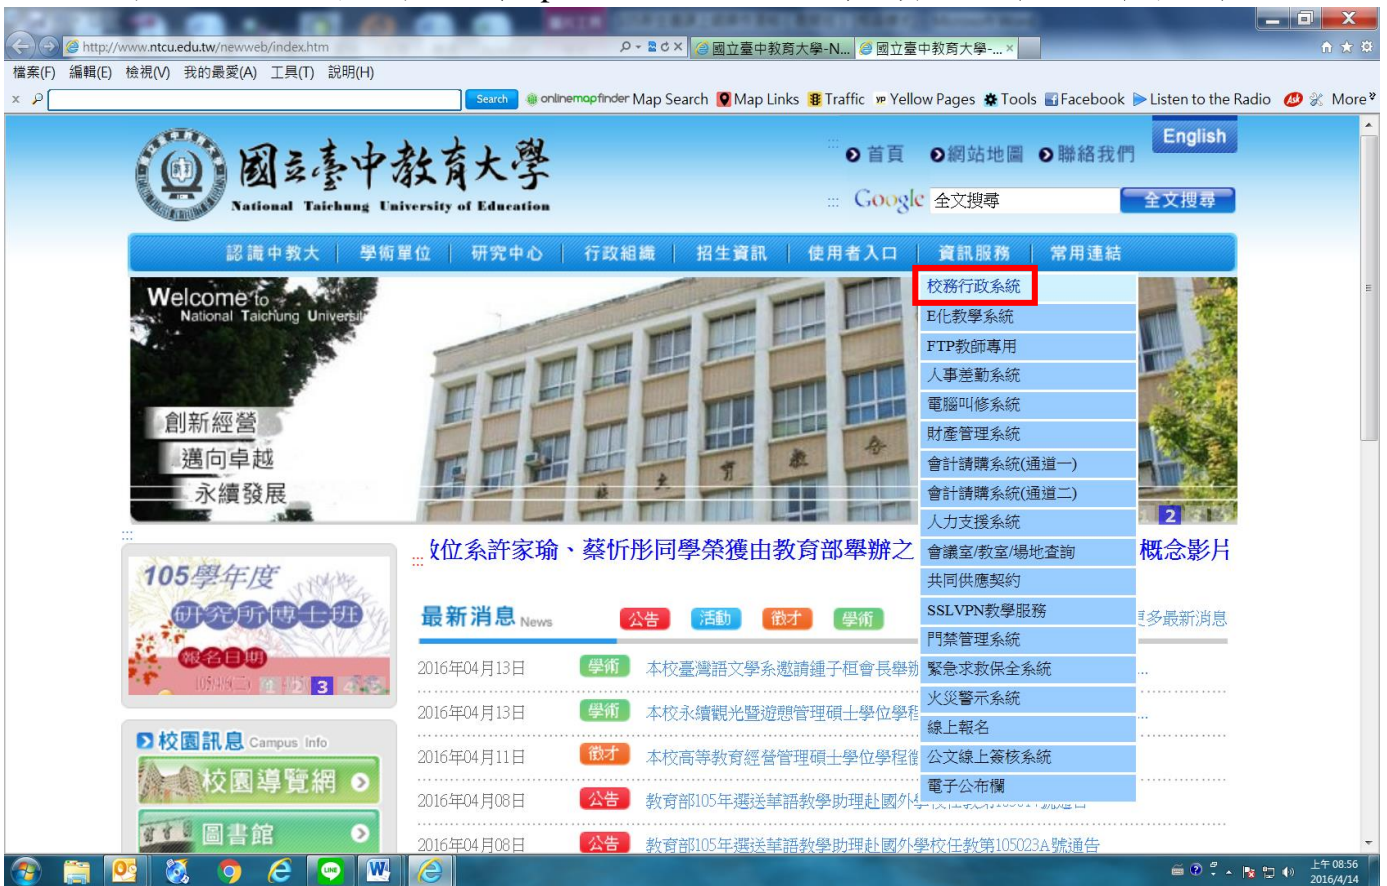 http://www.ntcu.edu.tw/newweb/index.htm
國立臺中教育大學-N...
國立臺中教育大學-...
檔案(F) 編輯(E) 檢視(V) 我的最愛(A) 工具(T) 說明(H)
Search onlinemapfinder Map Search Map Links Traffic Yellow Pages Tools Facebook Listen to the Radio More
English
首頁 網站地圖 聯絡我們
國立臺中教育大學
National Taichung University of Education
Google 全文搜尋 全文搜尋
認識中教大 | 學術單位 | 研究中心 | 行政組織 | 招生資訊 | 使用者入口 | 資訊服務 | 常用連結
校務行政系統
E化教學系統
FTP教師專用
人事差勤系統
電腦叫修系統
財產管理系統
會計請購系統(通道一)
會計請購系統(通道二)
人力支援系統
會議室/教室/場地查詢
共同供應契約
SSLVPN教學服務
門禁管理系統
緊急求救保全系統
火災警示系統
線上報名
公文線上簽核系統
電子公布欄
Welcome to
National Taichung Universit
創新經營
邁向卓越
永續發展
2
位系許家瑜、蔡忻彤同學榮獲由教育部舉辦之
概念影片
105學年度
研究所博士班
報名日期
3
最新消息 News 公告 活動 徵才 學術
更多最新消息
2016年04月13日 學術 本校臺灣語文學系邀請鍾子桓會長舉辦 ...
2016年04月13日 學術 本校永續觀光暨遊憩管理碩士學位學程 ...
2016年04月11日 徵才 本校高等教育經營管理碩士學位學程徵
2016年04月08日 公告 教育部105年選送華語教學助理赴國外
2016年04月08日 公告 教育部105年選送華語教學助理赴國外學校任教第105023A號通告
校園訊息 Campus Info
校園導覽網
圖書館
上午 08:56
2016/4/14